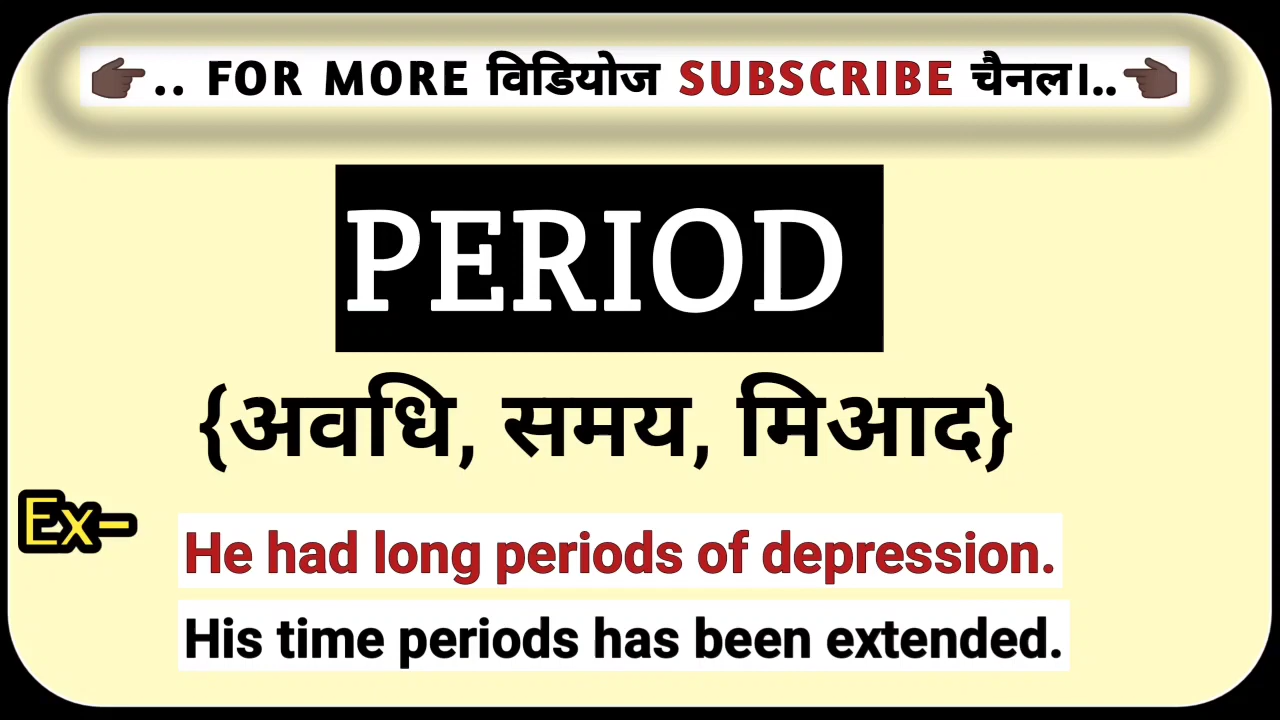 👉.. FOR MORE विडियोज SUBSCRIBE चैनल।..👈
PERIOD
{अवधि, समय, मिआद}
Ex-
He had long periods of depression.
His time periods has been extended.